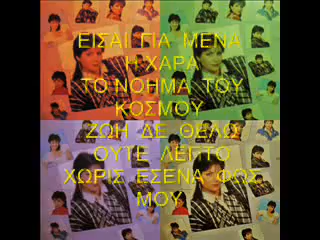 ΕΙΣΑΙ ΓΙΑ ΜΕΝΑ
Η ΧΑΡΑ
ΤΟ ΝΟΗΜΑ ΤΟΥ
ΚΟΣΜΟΥ
ΖΩΗ ΔΕ ΘΕΛΩ
ΟΥΤΕ ΛΕΠΤΟ
ΧΩΡΙΣ ΕΣΕΝΑ ΦΩΣ
ΜΟΥ